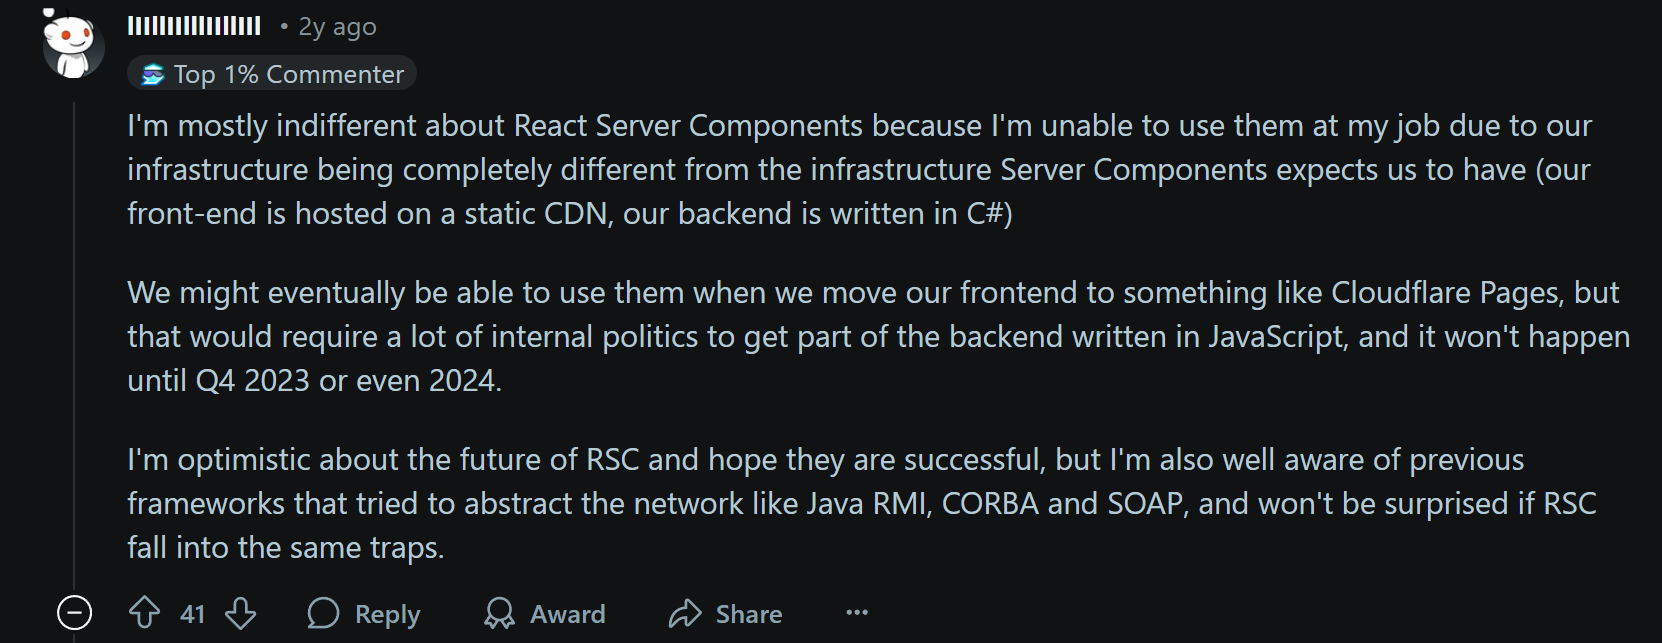 • 2y ago
Top 1% Commenter
I'm mostly indifferent about React Server Components because I'm unable to use them at my job due to our
infrastructure being completely different from the infrastructure Server Components expects us to have (our
front-end is hosted on a static CDN, our backend is written in C#)
We might eventually be able to use them when we move our frontend to something like Cloudflare Pages, but
that would require a lot of internal politics to get part of the backend written in JavaScript, and it won't happen
until Q4 2023 or even 2024.
I'm optimistic about the future of RSC and hope they are successful, but I'm also well aware of previous
frameworks that tried to abstract the network like Java RMI, CORBA and SOAP, and won't be surprised if RSC
fall into the same traps.
41 Reply Award Share ...